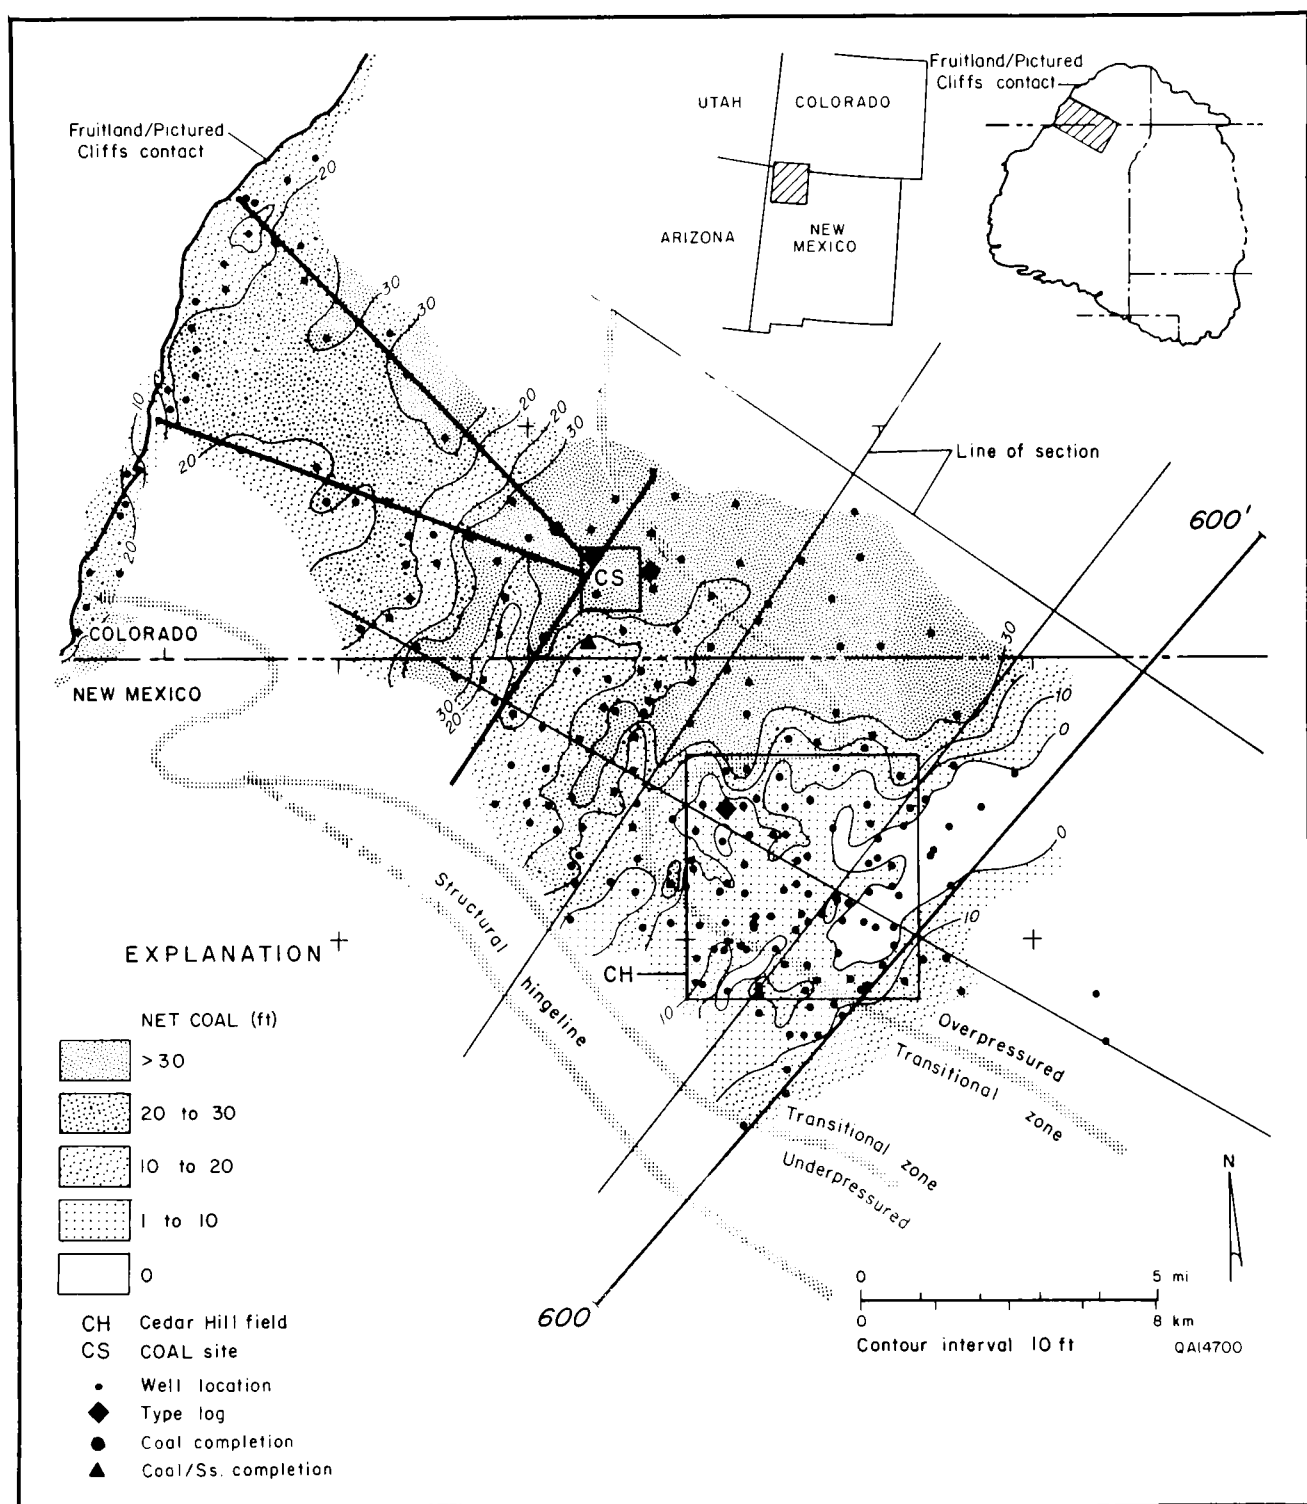 Fruitland/Pictured
Cliffs contact
UTAH
COLORADO
ARIZONA
NEW
MEXICO
Fruitland/Pictured
Cliffs contact
20
30
30
10
20
20
20
30
20
Line of section
600'
CS
COLORADO
NEW MEXICO
30
20
30
10
0
0
10
10
CH
Structural
hingeline
Overpressured
Transitional zone
Transitional zone
Underpressured
600
EXPLANATION
NET COAL (ft)
>30
20 to 30
10 to 20
1 to 10
0
CH Cedar Hill field
CS COAL site
Well location
Type log
Coal completion
Coal/Ss. completion
N
0 5 mi
0 8 km
Contour interval 10 ft
QA14700